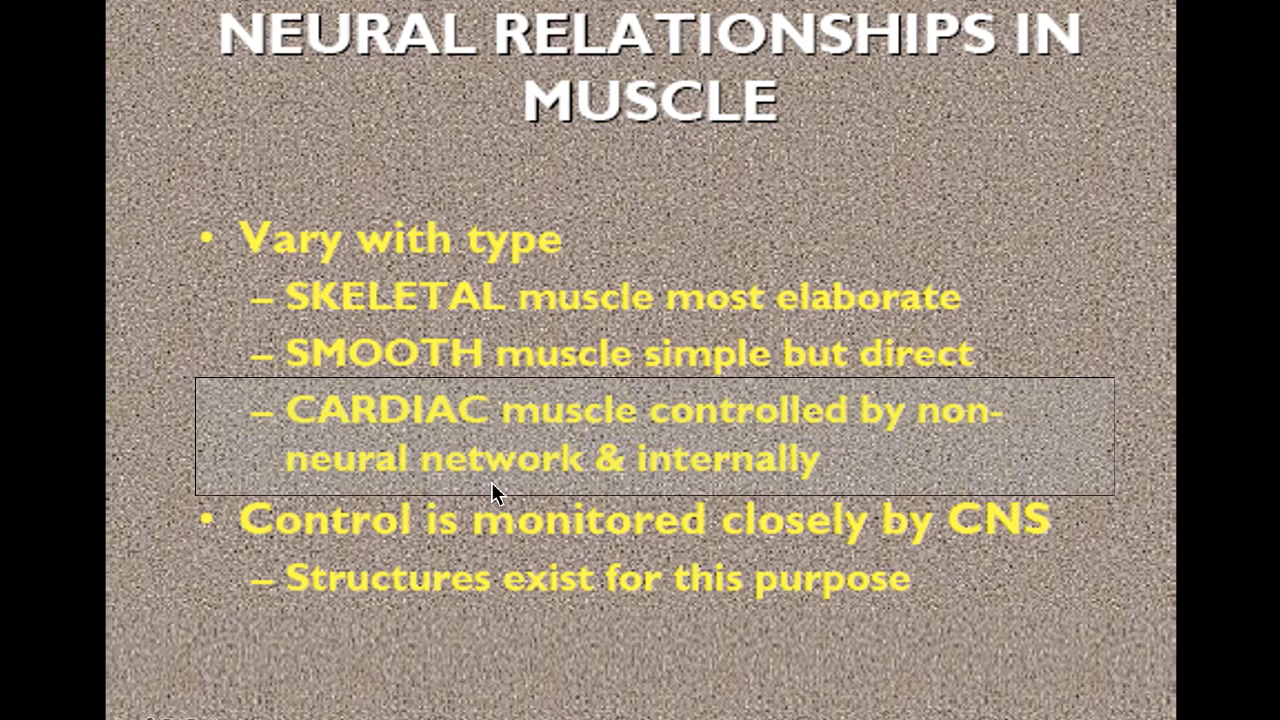 NEURAL RELATIONSHIPS IN
MUSCLE
• Vary with type
– SKELETAL muscle most elaborate
– SMOOTH muscle simple but direct
– CARDIAC muscle controlled by non-
neural network & internally
• Control is monitored closely by CNS
– Structures exist for this purpose